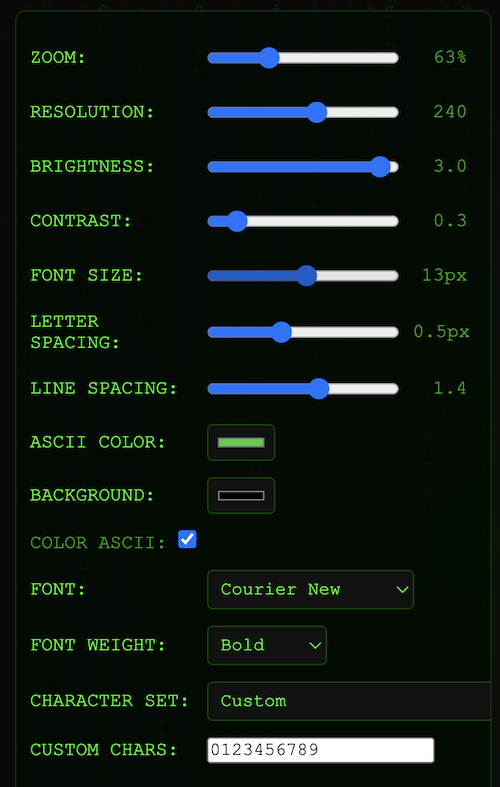 ZOOM: 63%
RESOLUTION: 240
BRIGHTNESS: 3.0
CONTRAST: 0.3
FONT SIZE: 13px
LETTER
SPACING: 0.5px
LINE SPACING: 1.4
ASCII COLOR:
BACKGROUND:
COLOR ASCII:
FONT: Courier New
FONT WEIGHT: Bold
CHARACTER SET: Custom
CUSTOM CHARS: 0123456789